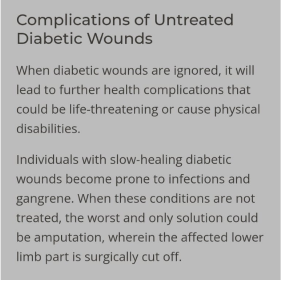 Complications of Untreated
Diabetic Wounds
When diabetic wounds are ignored, it will
lead to further health complications that
could be life-threatening or cause physical
disabilities.
Individuals with slow-healing diabetic
wounds become prone to infections and
gangrene. When these conditions are not
treated, the worst and only solution could
be amputation, wherein the affected lower
limb part is surgically cut off.